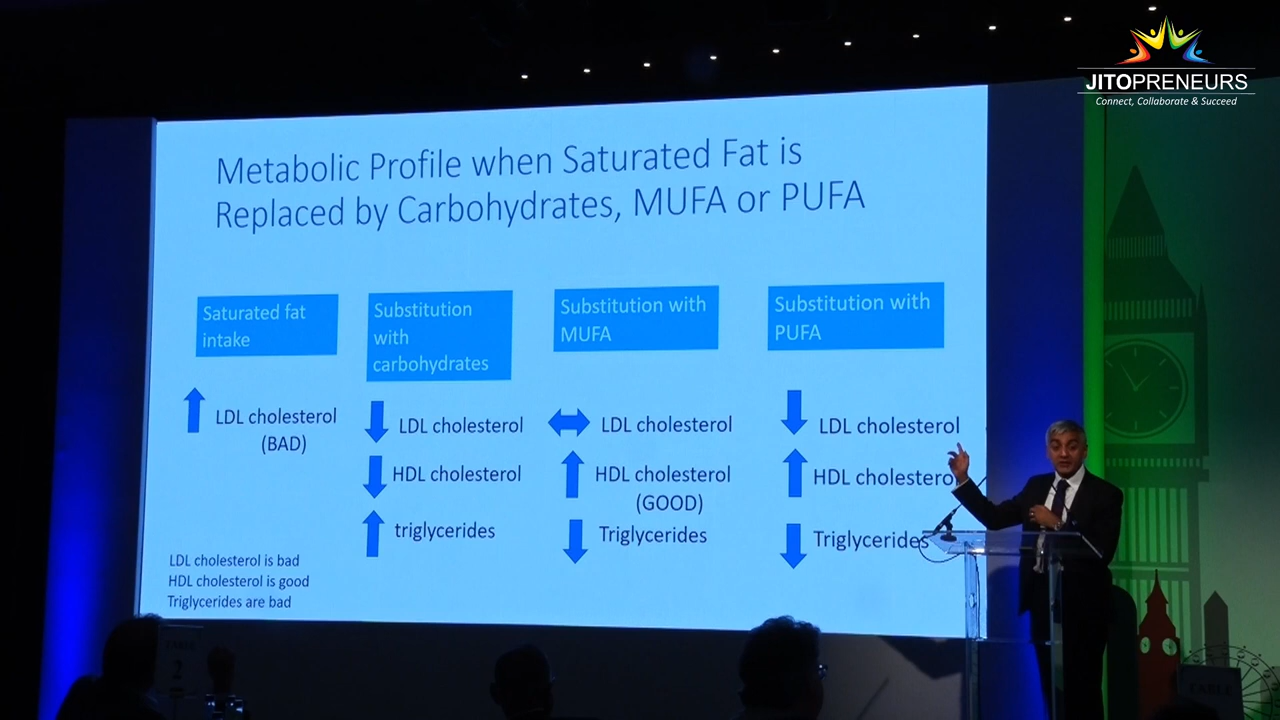 JITOPRENEURS
Connect, Collaborate & Succeed
Metabolic Profile when Saturated Fat is
Replaced by Carbohydrates, MUFA or PUFA
Saturated fat
intake
LDL cholesterol
(BAD)
Substitution
with
carbohydrates
LDL cholesterol
HDL cholesterol
triglycerides
Substitution with
MUFA
LDL cholesterol
HDL cholesterol
(GOOD)
Triglycerides
Substitution with
PUFA
LDL cholesterol
HDL cholesterol
Triglycerides
LDL cholesterol is bad
HDL cholesterol is good
Triglycerides are bad
2